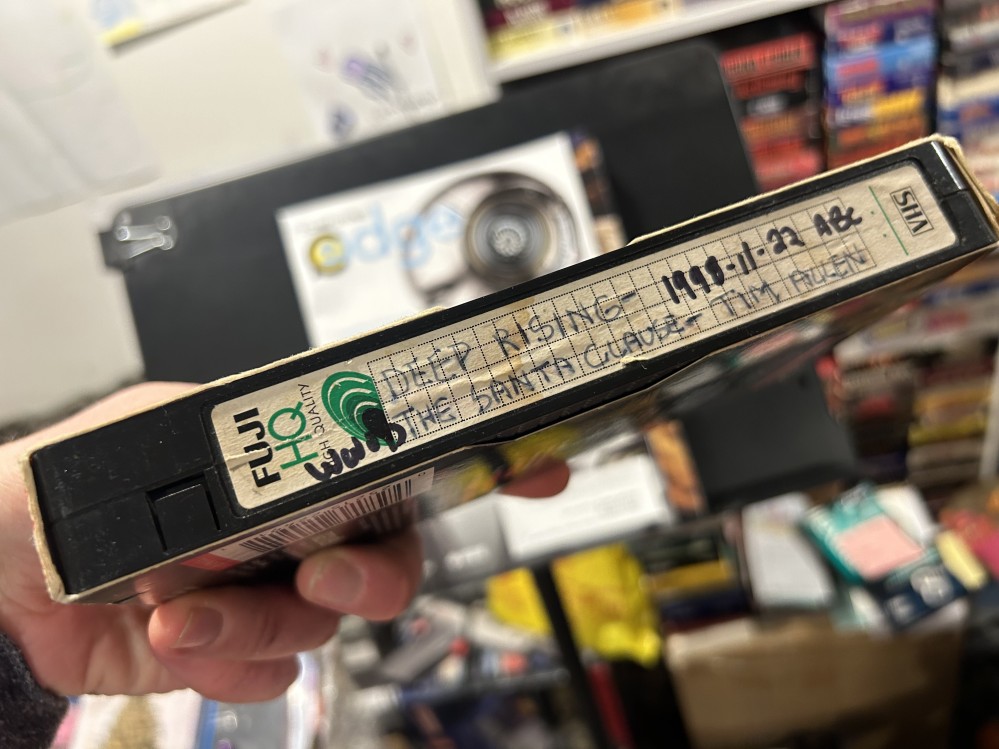 FUJI
HQ
HIGH QUALITY
DEEP RISING- 1998-11-22 ABC
THE SANTA CLAUSE- TIM ALLEN
VHS
edge